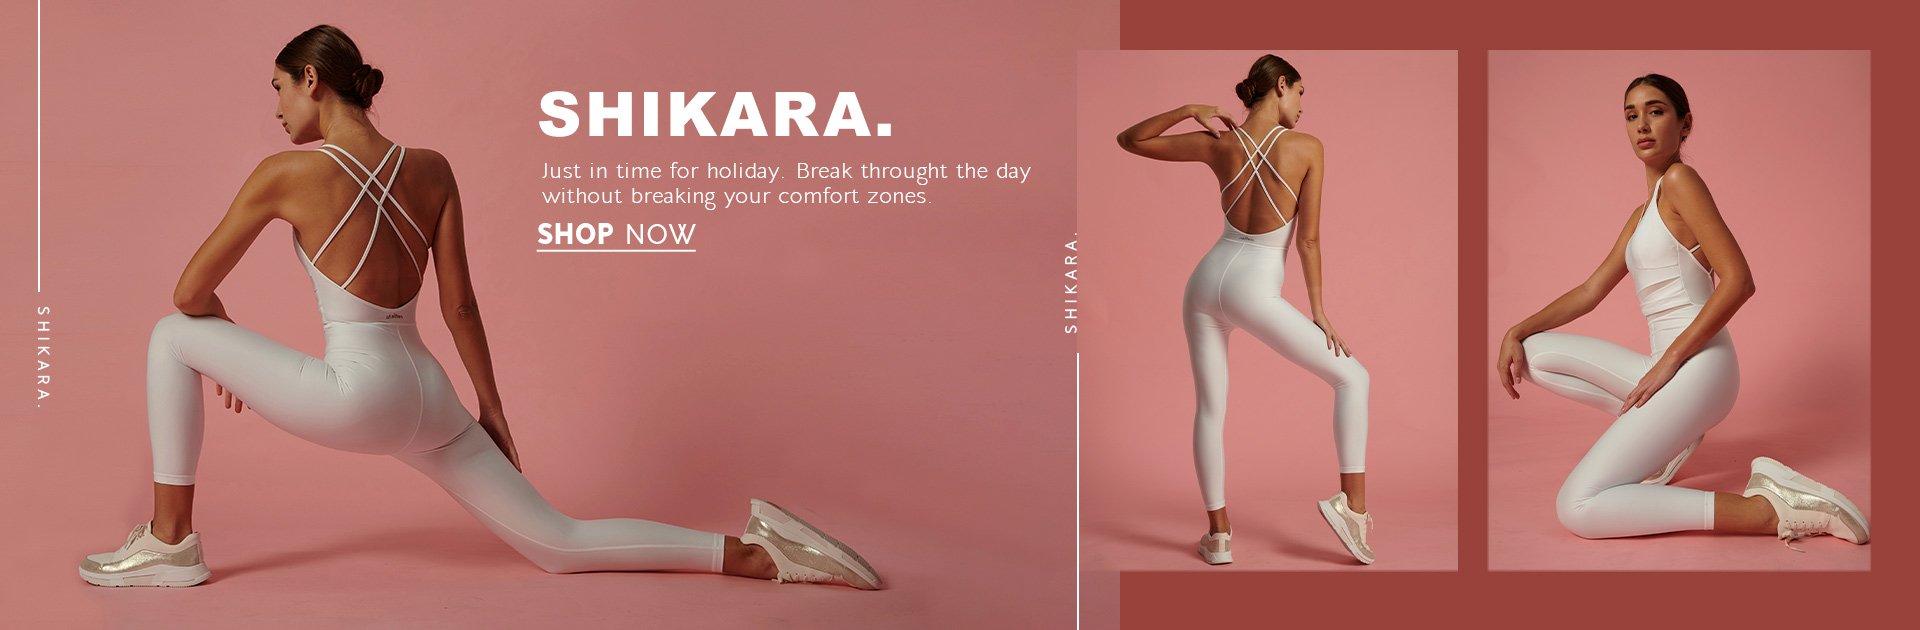 SHIKARA.
SHIKARA.
Just in time for holiday. Break throught the day
without breaking your comfort zones.
SHOP NOW
SHIKARA.